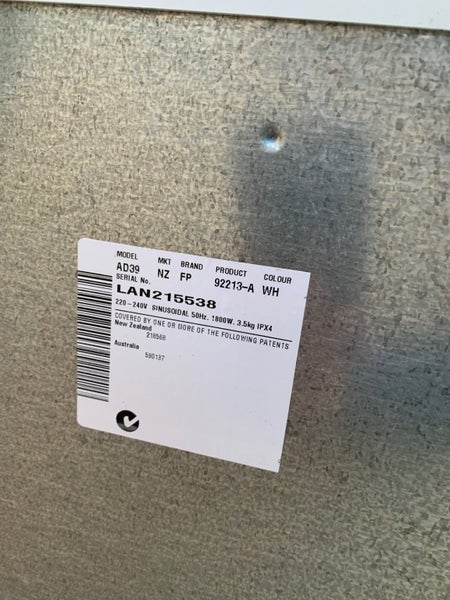 MODEL MKT BRAND PRODUCT COLOUR
AD39 NZ FP 92213-A WH
SERIAL No.
LAN215538
220-240V SINUSOIDAL 50Hz. 1800W. 3.5kg IPX4
COVERED BY ONE OR MORE OF THE FOLLOWING PATENTS
New Zealand
218568
Australia
590137